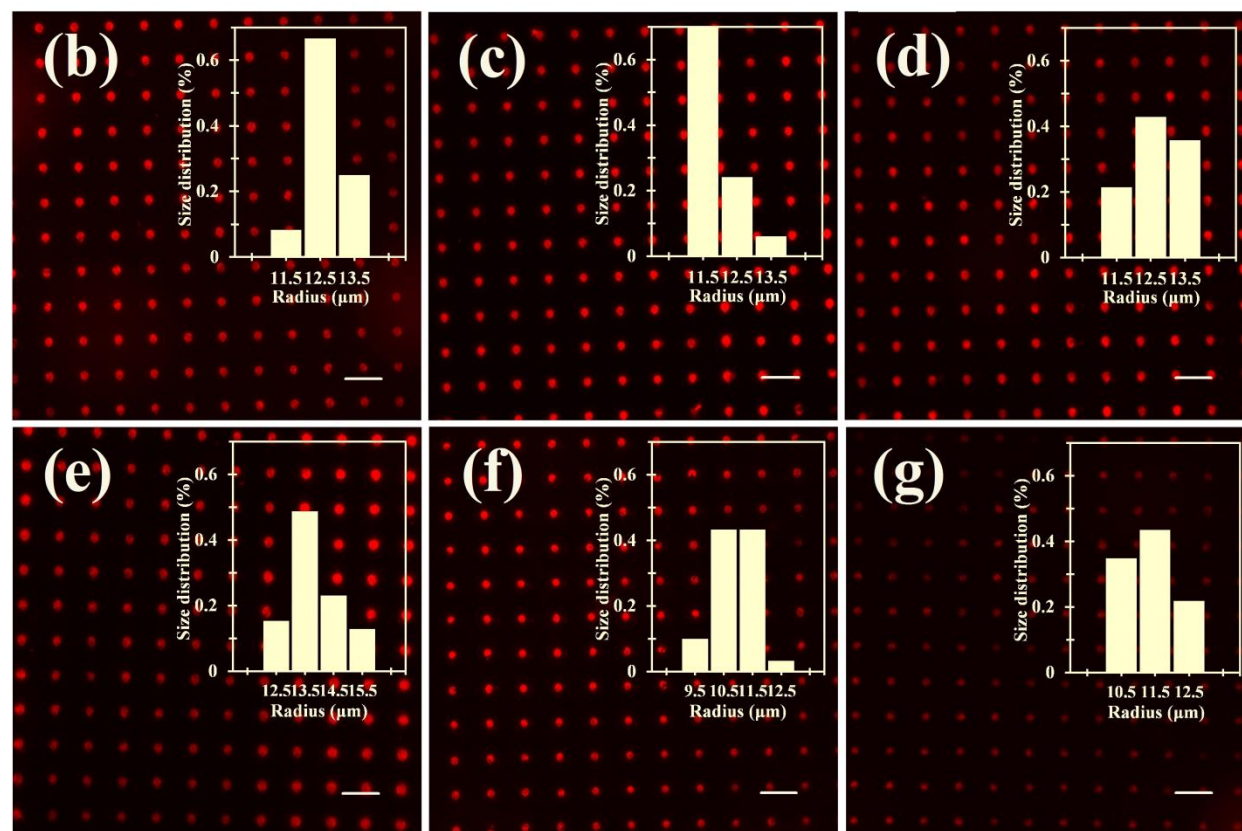 (b)
Size distribution (%)
0.6
0.4
0.2
0
11.5 12.5 13.5
Radius (μm)
(c)
Size distribution (%)
0.6
0.4
0.2
0
11.5 12.5 13.5
Radius (μm)
(d)
Size distribution (%)
0.6
0.4
0.2
0
11.5 12.5 13.5
Radius (μm)
(e)
Size distribution (%)
0.6
0.4
0.2
0
12.5 13.5 14.5 15.5
Radius (μm)
(f)
Size distribution (%)
0.6
0.4
0.2
0
9.5 10.5 11.5 12.5
Radius (μm)
(g)
Size distribution (%)
0.6
0.4
0.2
0
10.5 11.5 12.5
Radius (μm)